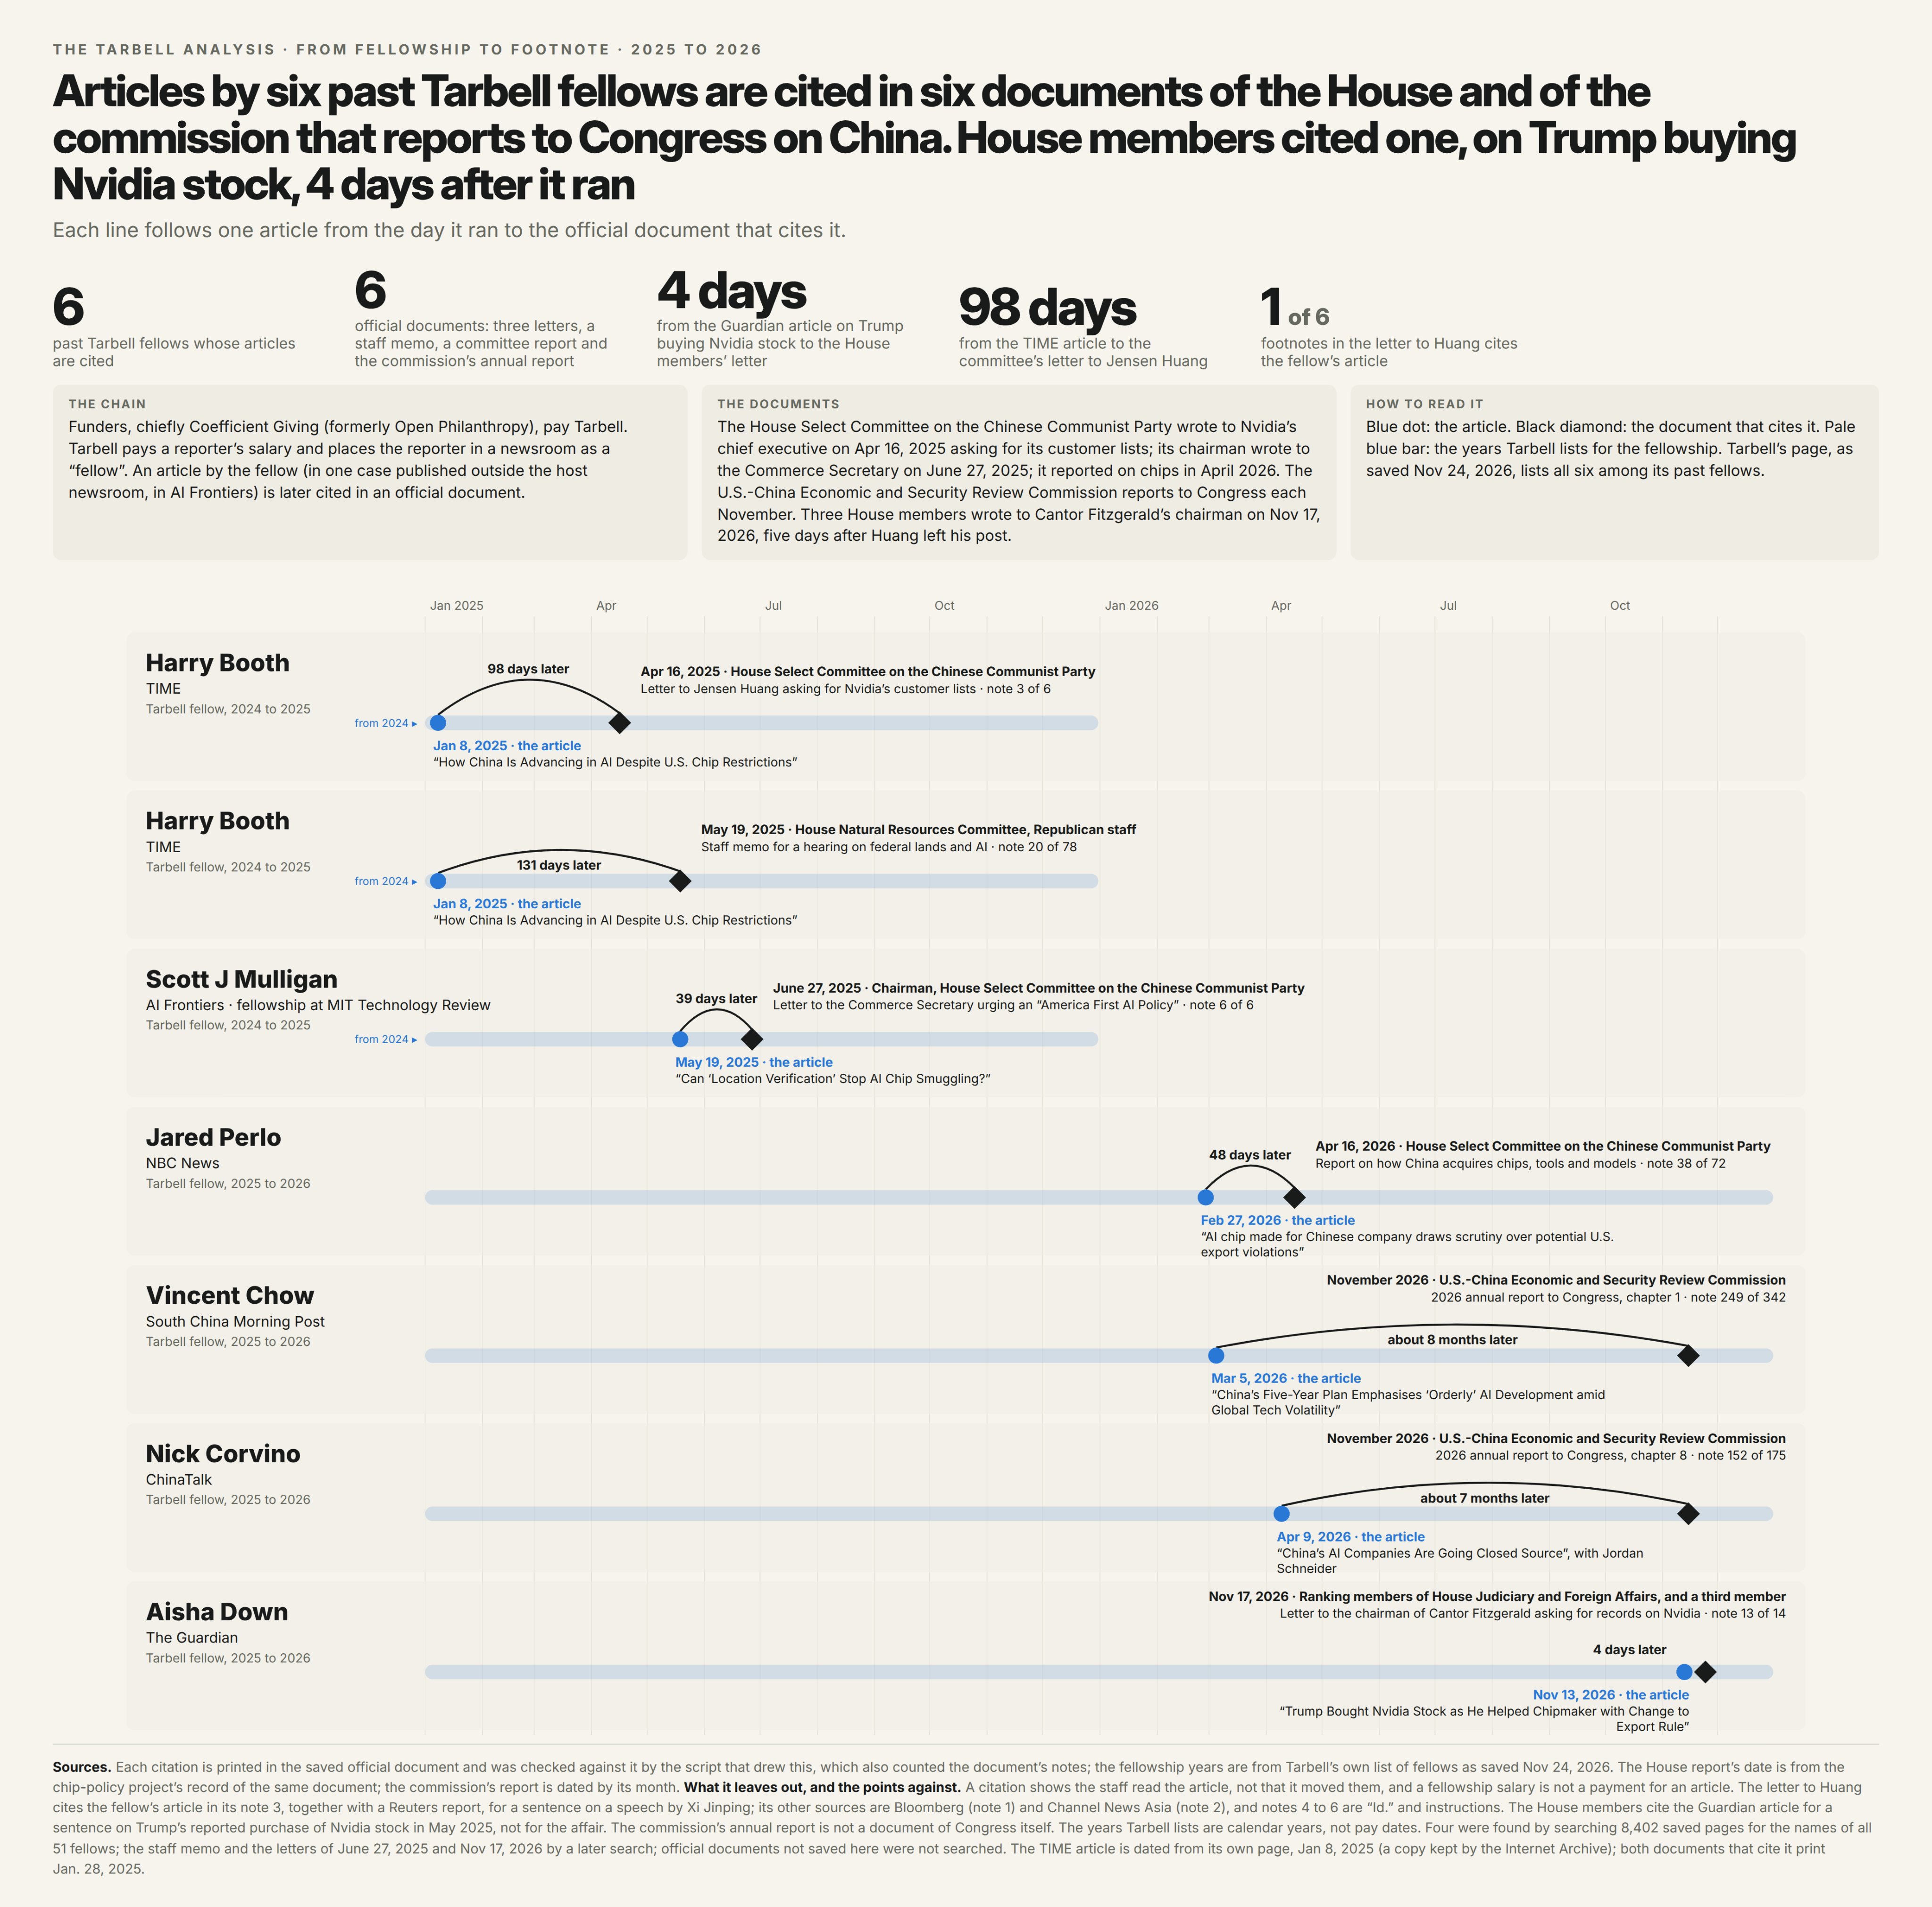 THE TARBELL ANALYSIS · FROM FELLOWSHIP TO FOOTNOTE · 2025 TO 2026
Articles by six past Tarbell fellows are cited in six documents of the House and of the
commission that reports to Congress on China. House members cited one, on Trump buying
Nvidia stock, 4 days after it ran
Each line follows one article from the day it ran to the official document that cites it.
6
past Tarbell fellows whose articles
are cited
6
official documents: three letters, a
staff memo, a committee report and
the commission’s annual report
4 days
from the Guardian article on Trump
buying Nvidia stock to the House
members’ letter
98 days
from the TIME article to the
committee’s letter to Jensen Huang
1 of 6
footnotes in the letter to Huang cites
the fellow’s article
THE CHAIN
Funders, chiefly Coefficient Giving (formerly Open Philanthropy), pay Tarbell.
Tarbell pays a reporter’s salary and places the reporter in a newsroom as a
“fellow”. An article by the fellow (in one case published outside the host
newsroom, in AI Frontiers) is later cited in an official document.
THE DOCUMENTS
The House Select Committee on the Chinese Communist Party wrote to Nvidia’s
chief executive on Apr 16, 2025 asking for its customer lists; its chairman wrote to
the Commerce Secretary on June 27, 2025; it reported on chips in April 2026. The
U.S.-China Economic and Security Review Commission reports to Congress each
November. Three House members wrote to Cantor Fitzgerald’s chairman on Nov 17,
2026, five days after Huang left his post.
HOW TO READ IT
Blue dot: the article. Black diamond: the document that cites it. Pale
blue bar: the years Tarbell lists for the fellowship. Tarbell’s page, as
saved Nov 24, 2026, lists all six among its past fellows.
Jan 2025 Apr Jul Oct Jan 2026 Apr Jul Oct
Harry Booth
TIME
Tarbell fellow, 2024 to 2025
from 2024 ▸
98 days later
Apr 16, 2025 · House Select Committee on the Chinese Communist Party
Letter to Jensen Huang asking for Nvidia’s customer lists · note 3 of 6
Jan 8, 2025 · the article
“How China Is Advancing in AI Despite U.S. Chip Restrictions”
Harry Booth
TIME
Tarbell fellow, 2024 to 2025
from 2024 ▸
131 days later
May 19, 2025 · House Natural Resources Committee, Republican staff
Staff memo for a hearing on federal lands and AI · note 20 of 78
Jan 8, 2025 · the article
“How China Is Advancing in AI Despite U.S. Chip Restrictions”
Scott J Mulligan
AI Frontiers · fellowship at MIT Technology Review
Tarbell fellow, 2024 to 2025
from 2024 ▸
39 days later
June 27, 2025 · Chairman, House Select Committee on the Chinese Communist Party
Letter to the Commerce Secretary urging an “America First AI Policy” · note 6 of 6
May 19, 2025 · the article
“Can ‘Location Verification’ Stop AI Chip Smuggling?”
Jared Perlo
NBC News
Tarbell fellow, 2025 to 2026
48 days later
Apr 16, 2026 · House Select Committee on the Chinese Communist Party
Report on how China acquires chips, tools and models · note 38 of 72
Feb 27, 2026 · the article
“AI chip made for Chinese company draws scrutiny over potential U.S.
export violations”
Vincent Chow
South China Morning Post
Tarbell fellow, 2025 to 2026
November 2026 · U.S.-China Economic and Security Review Commission
2026 annual report to Congress, chapter 1 · note 249 of 342
about 8 months later
Mar 5, 2026 · the article
“China’s Five-Year Plan Emphasises ‘Orderly’ AI Development amid
Global Tech Volatility”
Nick Corvino
ChinaTalk
Tarbell fellow, 2025 to 2026
November 2026 · U.S.-China Economic and Security Review Commission
2026 annual report to Congress, chapter 8 · note 152 of 175
about 7 months later
Apr 9, 2026 · the article
“China’s AI Companies Are Going Closed Source”, with Jordan
Schneider
Aisha Down
The Guardian
Tarbell fellow, 2025 to 2026
Nov 17, 2026 · Ranking members of House Judiciary and Foreign Affairs, and a third member
Letter to the chairman of Cantor Fitzgerald asking for records on Nvidia · note 13 of 14
4 days later
Nov 13, 2026 · the article
“Trump Bought Nvidia Stock as He Helped Chipmaker with Change to
Export Rule”
Sources. Each citation is printed in the saved official document and was checked against it by the script that drew this, which also counted the document’s notes; the fellowship years are from Tarbell’s own list of fellows as saved Nov 24, 2026. The House report’s date is from the
chip-policy project’s record of the same document; the commission’s report is dated by its month. What it leaves out, and the points against. A citation shows the staff read the article, not that it moved them, and a fellowship salary is not a payment for an article. The letter to Huang
cites the fellow’s article in its note 3, together with a Reuters report, for a sentence on a speech by Xi Jinping; its other sources are Bloomberg (note 1) and Channel News Asia (note 2), and notes 4 to 6 are “Id.” and instructions. The House members cite the Guardian article for a
sentence on Trump’s reported purchase of Nvidia stock in May 2025, not for the affair. The commission’s annual report is not a document of Congress itself. The years Tarbell lists are calendar years, not pay dates. Four were found by searching 8,402 saved pages for the names of all
51 fellows; the staff memo and the letters of June 27, 2025 and Nov 17, 2026 by a later search; official documents not saved here were not searched. The TIME article is dated from its own page, Jan 8, 2025 (a copy kept by the Internet Archive); both documents that cite it print
Jan. 28, 2025.